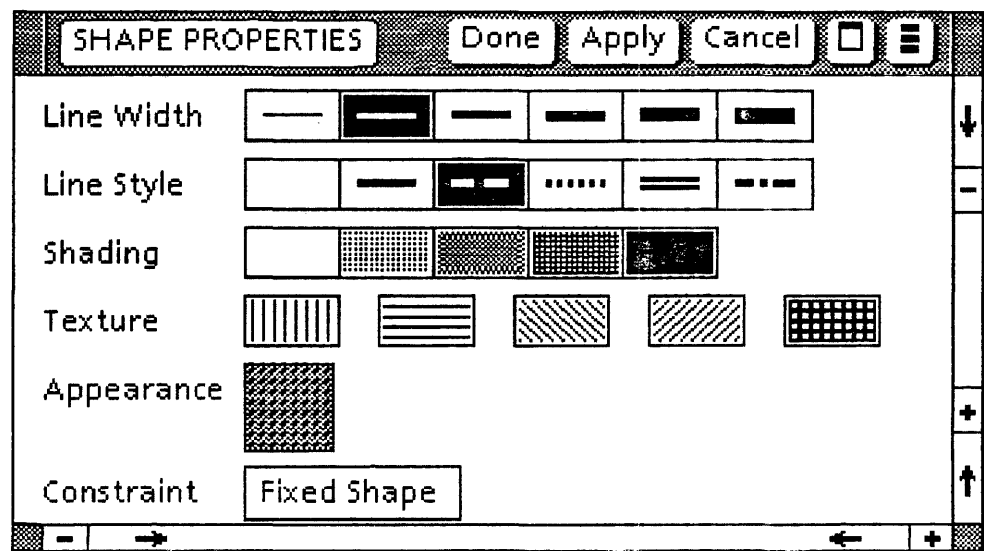 SHAPE PROPERTIES Done Apply Cancel
Line Width
Line Style
Shading
Texture
Appearance
Constraint Fixed Shape